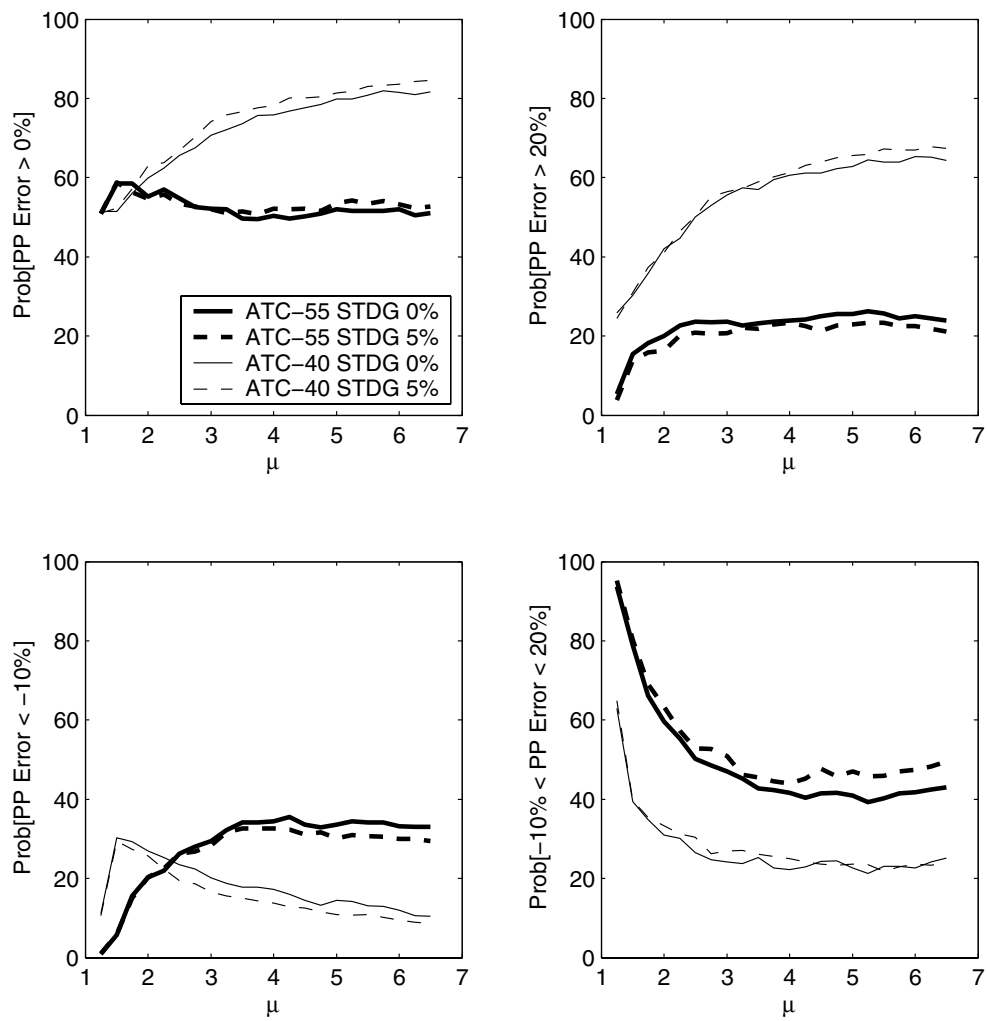 Prob[PP Error > 0%]
100
80
60
40
20
0
ATC−55 STDG 0%
ATC−55 STDG 5%
ATC−40 STDG 0%
ATC−40 STDG 5%
1 2 3 4 5 6 7
μ
Prob[PP Error > 20%]
100
80
60
40
20
0
1 2 3 4 5 6 7
μ
Prob[PP Error < −10%]
100
80
60
40
20
0
1 2 3 4 5 6 7
μ
Prob[−10% < PP Error < 20%]
100
80
60
40
20
0
1 2 3 4 5 6 7
μ